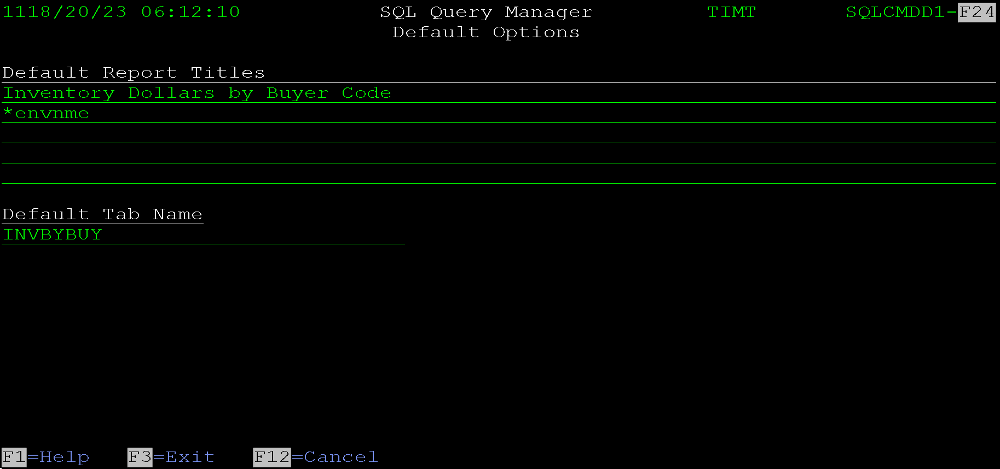 1118/20/23 06:12:10 SQL Query Manager TIMT SQLCMDD1-F24
Default Options
Default Report Titles
Inventory Dollars by Buyer Code
*envnme
Default Tab Name
INVBYBUY
F1=Help F3=Exit F12=Cancel